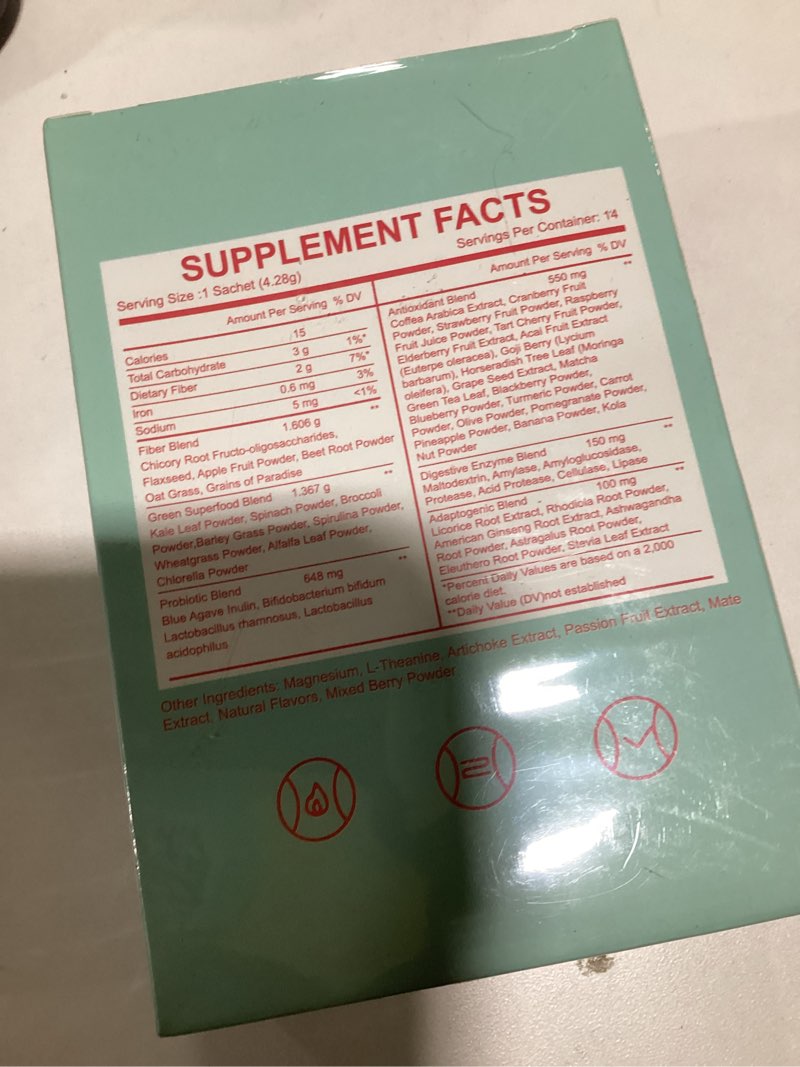 SUPPLEMENT FACTS
Serving Size :1 Sachet (4.28g)
Servings Per Container: 14
Amount Per Serving % DV
Calories 15
Total Carbohydrate 3 g 1%*
Dietary Fiber 2 g 7%*
Iron 0.6 mg 3%
Sodium 5 mg <1%
Fiber Blend 1.606 g **
Chicory Root Fructo-oligosaccharides,
Flaxseed, Apple Fruit Powder, Beet Root Powder
Oat Grass, Grains of Paradise
Green Superfood Blend 1.367 g **
Kale Leaf Powder, Spinach Powder, Broccoli
Powder,Barley Grass Powder, Spirulina Powder,
Wheatgrass Powder, Alfalfa Leaf Powder,
Chlorella Powder
Probiotic Blend 648 mg **
Blue Agave Inulin, Bifidobacterium bifidum
Lactobacillus rhamnosus, Lactobacillus
acidophilus
Amount Per Serving % DV
Antioxidant Blend 550 mg **
Coffea Arabica Extract, Cranberry Fruit
Powder, Strawberry Fruit Powder, Raspberry
Fruit Juice Powder, Tart Cherry Fruit Powder,
Elderberry Fruit Extract, Acai Fruit Extract
(Euterpe oleracea), Goji Berry (Lycium
barbarum), Horseradish Tree Leaf (Moringa
oleifera), Grape Seed Extract, Matcha
Green Tea Leaf, Blackberry Powder,
Blueberry Powder, Turmeric Powder, Carrot
Powder, Olive Powder, Pomegranate Powder,
Pineapple Powder, Banana Powder, Kola
Nut Powder
Digestive Enzyme Blend 150 mg **
Maltodextrin, Amylase, Amyloglucosidase,
Protease, Acid Protease, Cellulase, Lipase
Adaptogenic Blend 100 mg **
Licorice Root Extract, Rhodiola Root Powder,
American Ginseng Root Extract, Ashwagandha
Root Powder, Astragalus Root Powder,
Eleuthero Root Powder, Stevia Leaf Extract
*Percent Daily Values are based on a 2,000
calorie diet.
**Daily Value (DV)not established
Other Ingredients: Magnesium, L-Theanine, Artichoke Extract, Passion Fruit Extract, Mate
Extract, Natural Flavors, Mixed Berry Powder